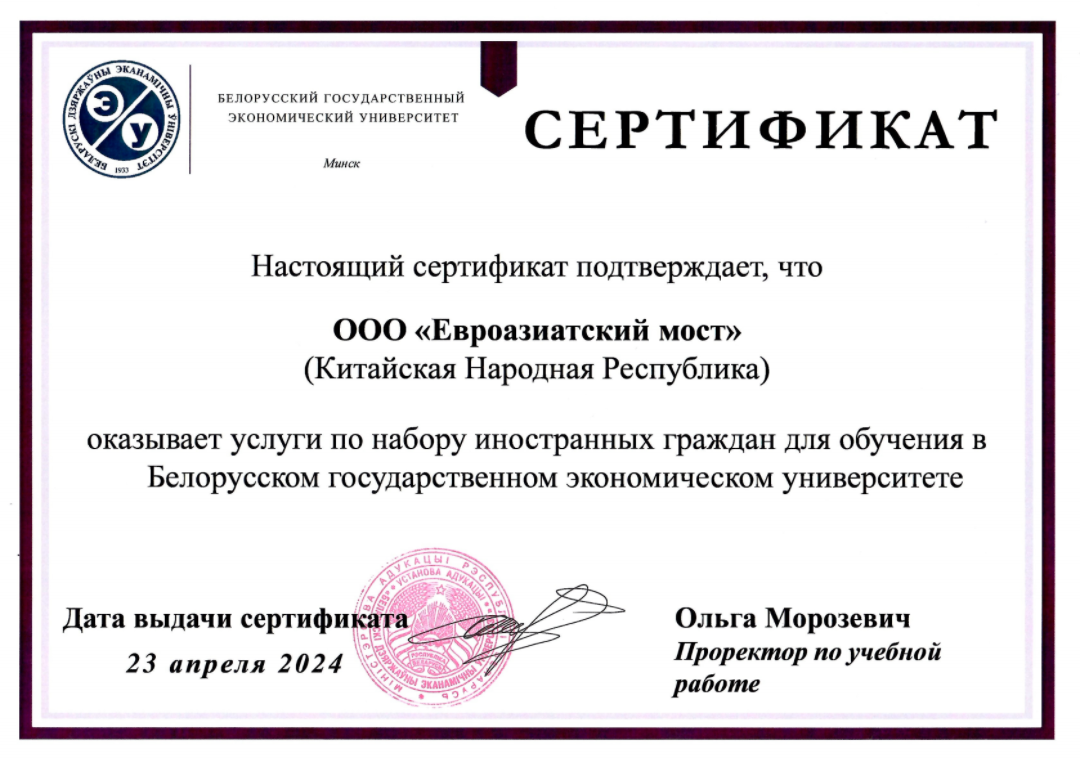 БЕЛАРУСКІ ДЗЯРЖАЎНЫ ЭКАНАМІЧНЫ ЎНІВЕРСІТЭТ
ЭУ
1933
БЕЛОРУССКИЙ ГОСУДАРСТВЕННЫЙ
ЭКОНОМИЧЕСКИЙ УНИВЕРСИТЕТ
Минск
СЕРТИФИКАТ
Настоящий сертификат подтверждает, что
ООО «Евроазиатский мост»
(Китайская Народная Республика)
оказывает услуги по набору иностранных граждан для обучения в
Белорусском государственном экономическом университете
Дата выдачи сертификата
23 апреля 2024
МІНІСТЭРСТВА АДУКАЦЫІ РЭСПУБЛІКІ БЕЛАРУСЬ
УСТАНОВА АДУКАЦЫІ
ДЗЯРЖАЎНЫ ЭКАНАМІЧНЫ
Ольга Морозевич
Проректор по учебной
работе